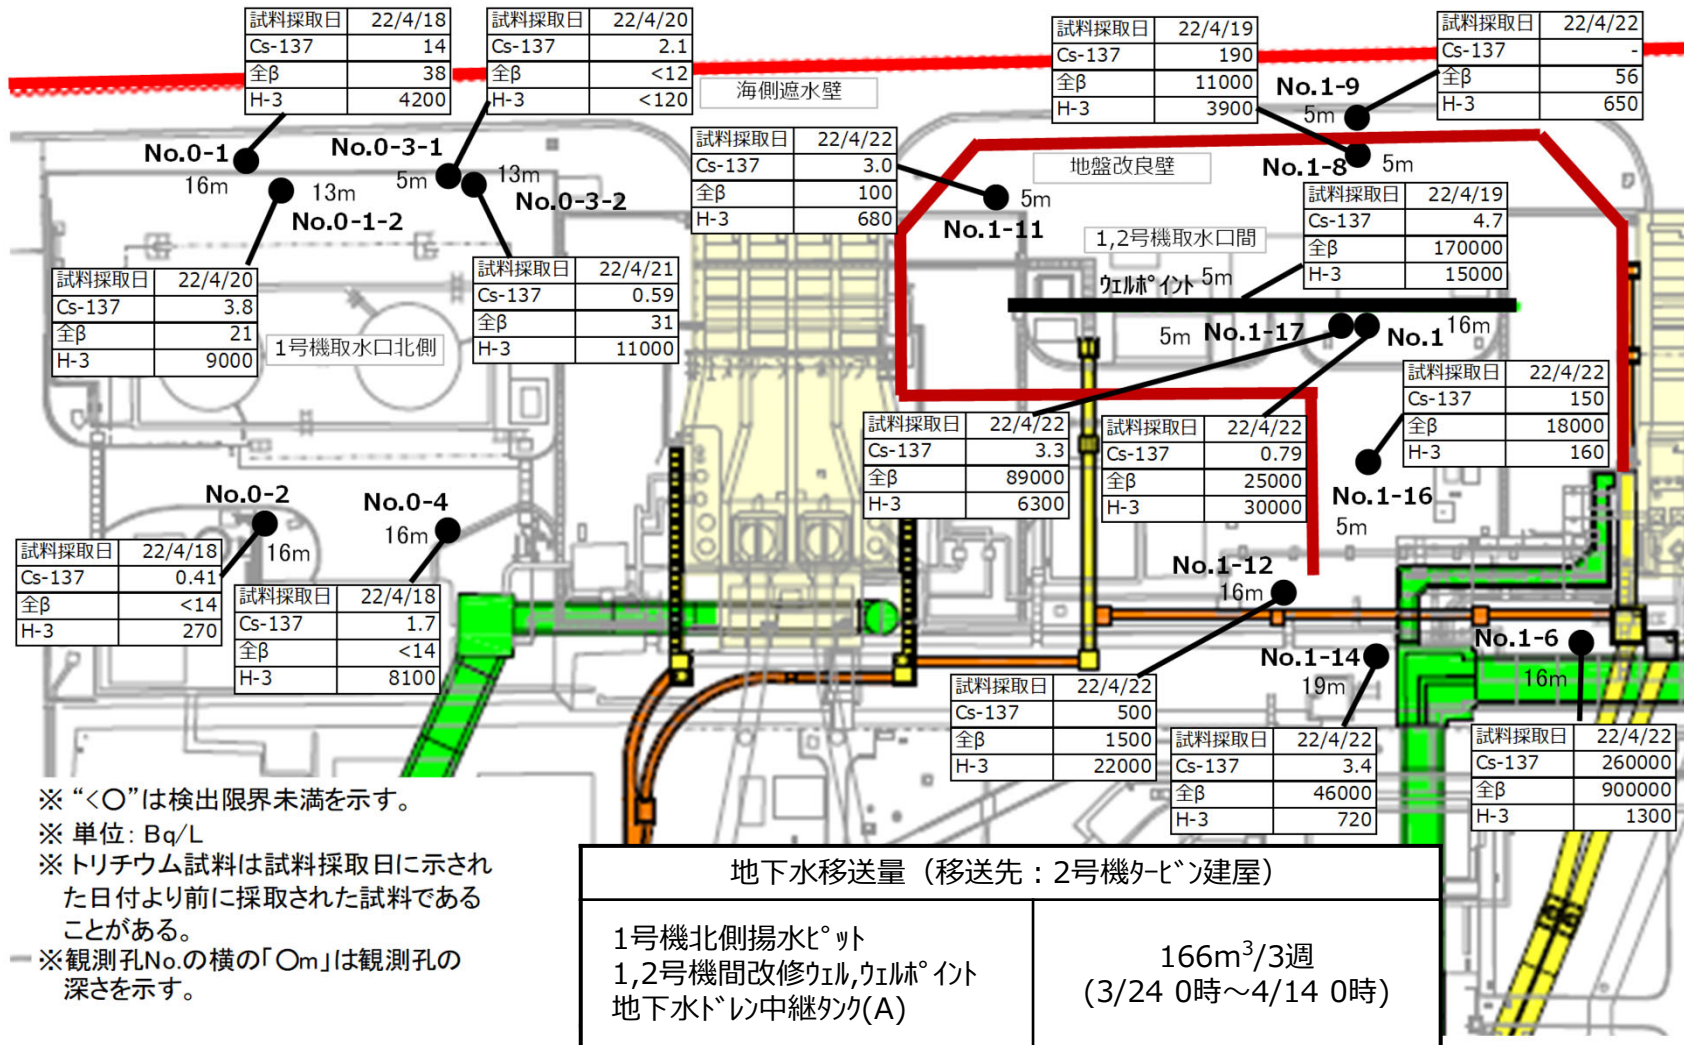 試料採取日 22/4/18
Cs-137 14
全β 38
H-3 4200
試料採取日 22/4/20
Cs-137 2.1
全β <12
H-3 <120
海側遮水壁
試料採取日 22/4/19
Cs-137 190
全β 11000
H-3 3900
試料採取日 22/4/22
Cs-137 -
全β 56
H-3 650
No.1-9
5m
No.0-1
16m
No.0-3-1
5m
13m
No.0-3-2
13m
No.0-1-2
試料採取日 22/4/22
Cs-137 3.0
全β 100
H-3 680
5m
No.1-11
地盤改良壁
No.1-8
5m
試料採取日 22/4/19
Cs-137 4.7
全β 170000
H-3 15000
1,2号機取水口間
ウェルポイント 5m
試料採取日 22/4/20
Cs-137 3.8
全β 21
H-3 9000
1号機取水口北側
試料採取日 22/4/21
Cs-137 0.59
全β 31
H-3 11000
5m
No.1-17
No.1
16m
試料採取日 22/4/22
Cs-137 150
全β 18000
H-3 160
No.1-16
5m
試料採取日 22/4/22
Cs-137 3.3
全β 89000
H-3 6300
試料採取日 22/4/22
Cs-137 0.79
全β 25000
H-3 30000
No.0-2
16m
No.0-4
16m
試料採取日 22/4/18
Cs-137 0.41
全β <14
H-3 270
試料採取日 22/4/18
Cs-137 1.7
全β <14
H-3 8100
No.1-12
16m
No.1-14
19m
No.1-6
16m
試料採取日 22/4/22
Cs-137 500
全β 1500
H-3 22000
試料採取日 22/4/22
Cs-137 3.4
全β 46000
H-3 720
試料採取日 22/4/22
Cs-137 260000
全β 900000
H-3 1300
※ “<〇”は検出限界未満を示す。
※ 単位: Bq/L
※ トリチウム試料は試料採取日に示され
た日付より前に採取された試料である
ことがある。
※観測孔No.の横の「〇m」は観測孔の
深さを示す。
地下水移送量（移送先：2号機ﾀｰﾋﾞﾝ建屋）
1号機北側揚水ﾋﾟｯﾄ
1,2号機間改修ｳｪﾙ,ｳｪﾙﾎﾟｲﾝﾄ
地下水ﾄﾞﾚﾝ中継ﾀﾝｸ(A)
166m³/3週
(3/24 0時～4/14 0時)